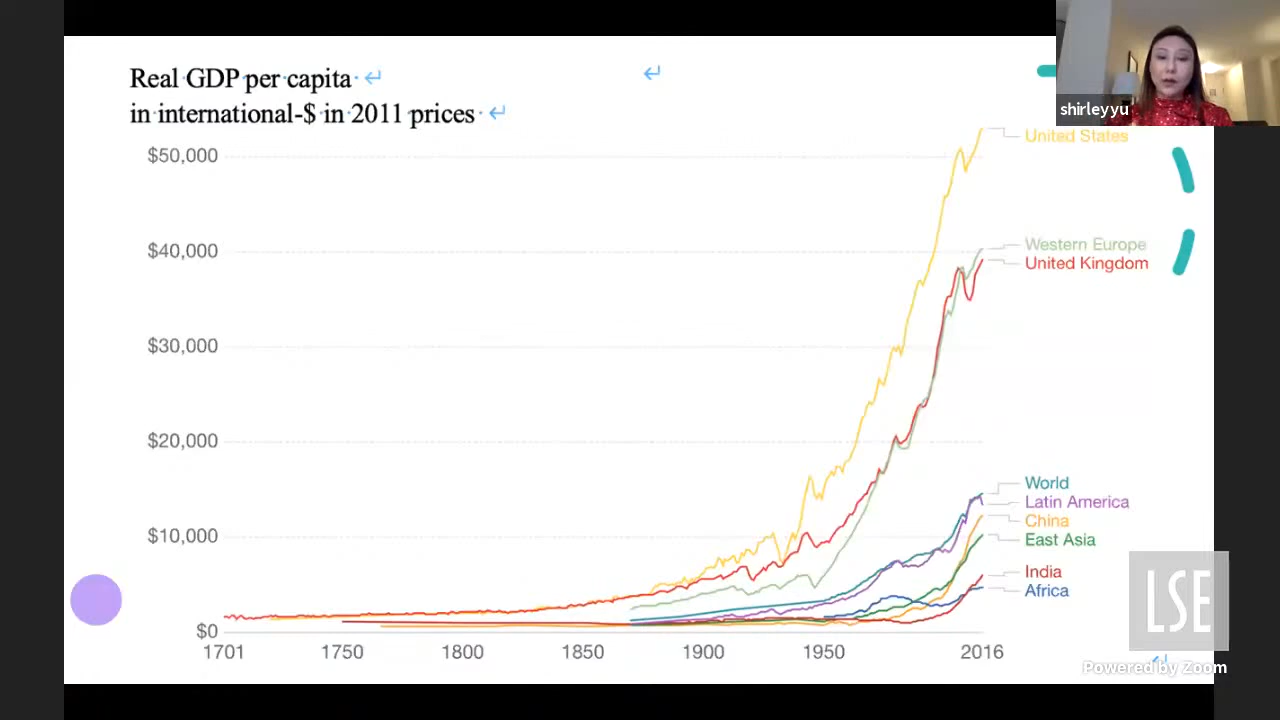 Real GDP per capita
in international-$ in 2011 prices
shirleyyu
United States
$50,000
$40,000
Western Europe
United Kingdom
$30,000
$20,000
$10,000
World
Latin America
China
East Asia
India
Africa
$0
1701 1750 1800 1850 1900 1950 2016
LSE
Powered by Zoom